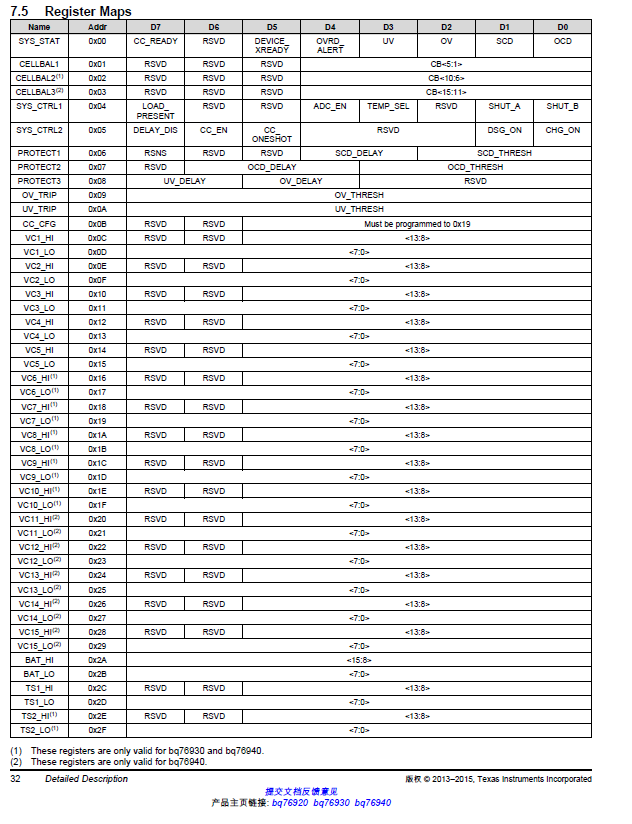 7.5 Register Maps
Name Addr D7 D6 D5 D4 D3 D2 D1 D0
SYS_STAT 0x00 CC_READY RSVD DEVICE_XREADY OVRD_ALERT UV OV SCD OCD
CELLBAL1 0x01 RSVD RSVD RSVD CB<5:1>
CELLBAL2(1) 0x02 RSVD RSVD RSVD CB<10:6>
CELLBAL3(2) 0x03 RSVD RSVD RSVD CB<15:11>
SYS_CTRL1 0x04 LOAD_PRESENT RSVD RSVD ADC_EN TEMP_SEL RSVD SHUT_A SHUT_B
SYS_CTRL2 0x05 DELAY_DIS CC_EN CC_ONESHOT RSVD DSG_ON CHG_ON
PROTECT1 0x06 RSNS RSVD RSVD SCD_DELAY SCD_THRESH
PROTECT2 0x07 RSVD OCD_DELAY OCD_THRESH
PROTECT3 0x08 UV_DELAY OV_DELAY RSVD
OV_TRIP 0x09 OV_THRESH
UV_TRIP 0x0A UV_THRESH
CC_CFG 0x0B RSVD RSVD Must be programmed to 0x19
VC1_HI 0x0C RSVD RSVD <13:8>
VC1_LO 0x0D <7:0>
VC2_HI 0x0E RSVD RSVD <13:8>
VC2_LO 0x0F <7:0>
VC3_HI 0x10 RSVD RSVD <13:8>
VC3_LO 0x11 <7:0>
VC4_HI 0x12 RSVD RSVD <13:8>
VC4_LO 0x13 <7:0>
VC5_HI 0x14 RSVD RSVD <13:8>
VC5_LO 0x15 <7:0>
VC6_HI(1) 0x16 RSVD RSVD <13:8>
VC6_LO(1) 0x17 <7:0>
VC7_HI(1) 0x18 RSVD RSVD <13:8>
VC7_LO(1) 0x19 <7:0>
VC8_HI(1) 0x1A RSVD RSVD <13:8>
VC8_LO(1) 0x1B <7:0>
VC9_HI(1) 0x1C RSVD RSVD <13:8>
VC9_LO(1) 0x1D <7:0>
VC10_HI(1) 0x1E RSVD RSVD <13:8>
VC10_LO(1) 0x1F <7:0>
VC11_HI(2) 0x20 RSVD RSVD <13:8>
VC11_LO(2) 0x21 <7:0>
VC12_HI(2) 0x22 RSVD RSVD <13:8>
VC12_LO(2) 0x23 <7:0>
VC13_HI(2) 0x24 RSVD RSVD <13:8>
VC13_LO(2) 0x25 <7:0>
VC14_HI(2) 0x26 RSVD RSVD <13:8>
VC14_LO(2) 0x27 <7:0>
VC15_HI(2) 0x28 RSVD RSVD <13:8>
VC15_LO(2) 0x29 <7:0>
BAT_HI 0x2A <15:8>
BAT_LO 0x2B <7:0>
TS1_HI 0x2C RSVD RSVD <13:8>
TS1_LO 0x2D <7:0>
TS2_HI(1) 0x2E RSVD RSVD <13:8>
TS2_LO(1) 0x2F <7:0>
(1) These registers are only valid for bq76930 and bq76940.
(2) These registers are only valid for bq76940.
32 Detailed Description 版权 © 2013–2015, Texas Instruments Incorporated
提交文档反馈意见
产品主页链接: bq76920 bq76930 bq76940